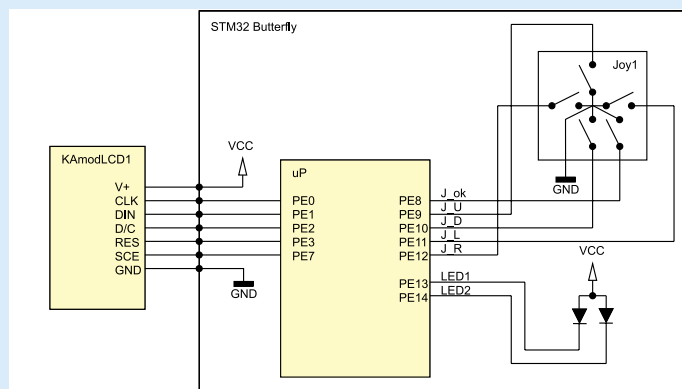 STM32 Butterfly
Joy1
GND
KAmodLCD1
V+
CLK
DIN
D/C
RES
SCE
GND
VCC
GND
uP
PE0
PE1
PE2
PE3
PE7
PE8
PE9
PE10
PE11
PE12
PE13
PE14
J_ok
J_U
J_D
J_L
J_R
LED1
LED2
VCC